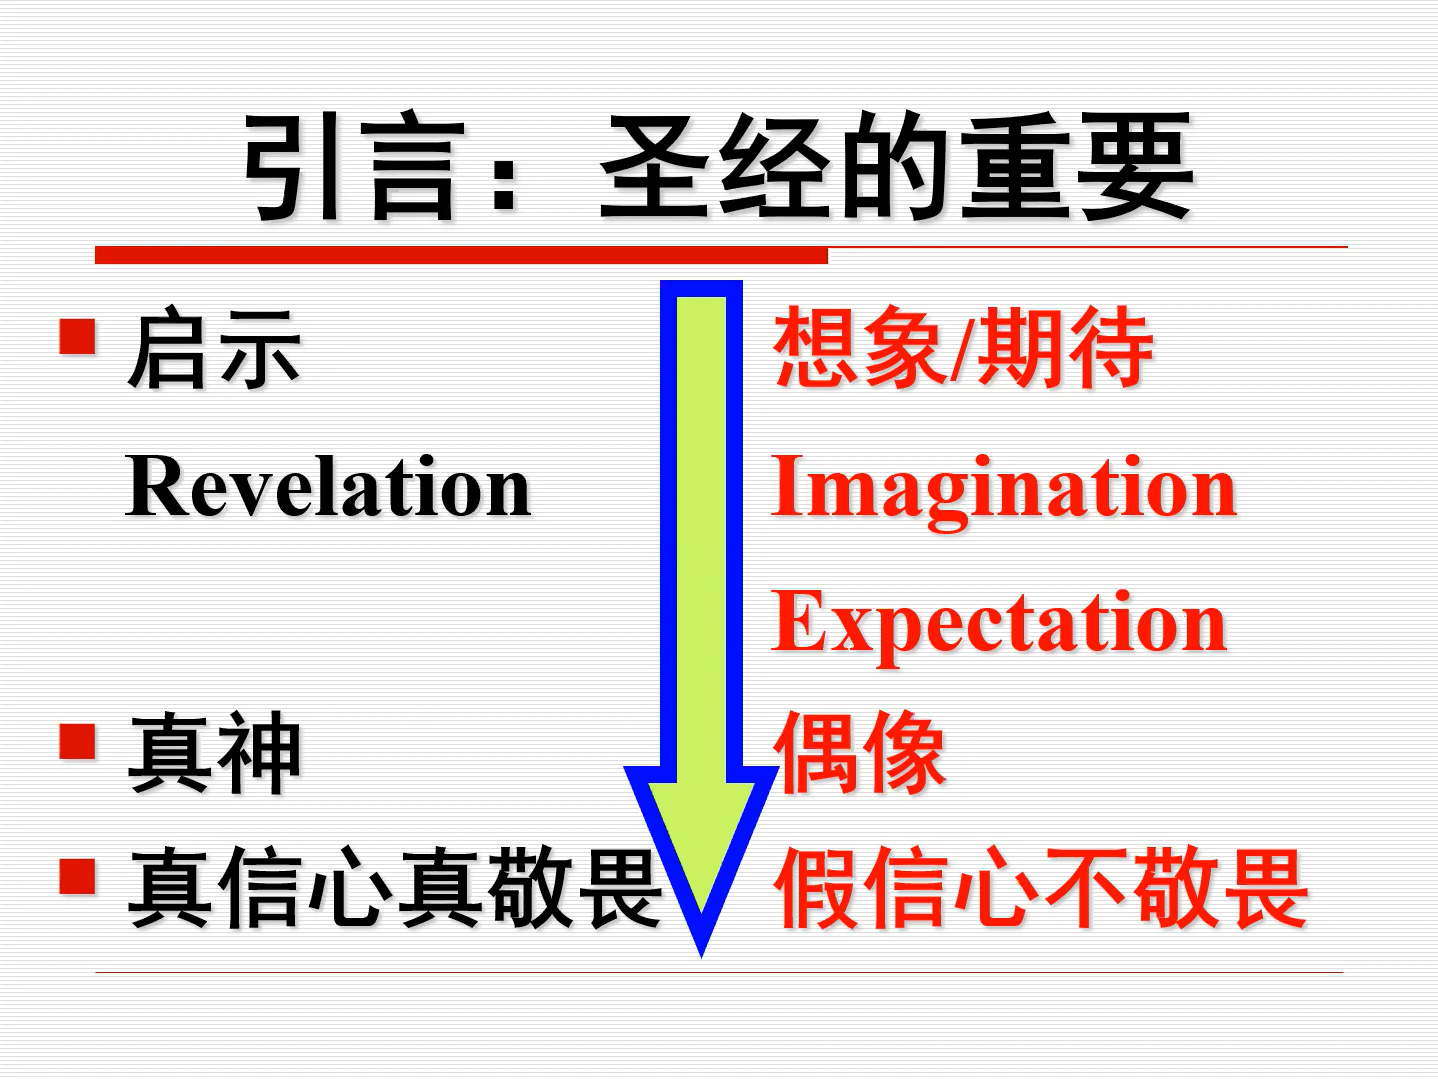 引言：圣经的重要
启示 想象/期待
Revelation Imagination
Expectation
真神 偶像
真信心真敬畏 假信心不敬畏